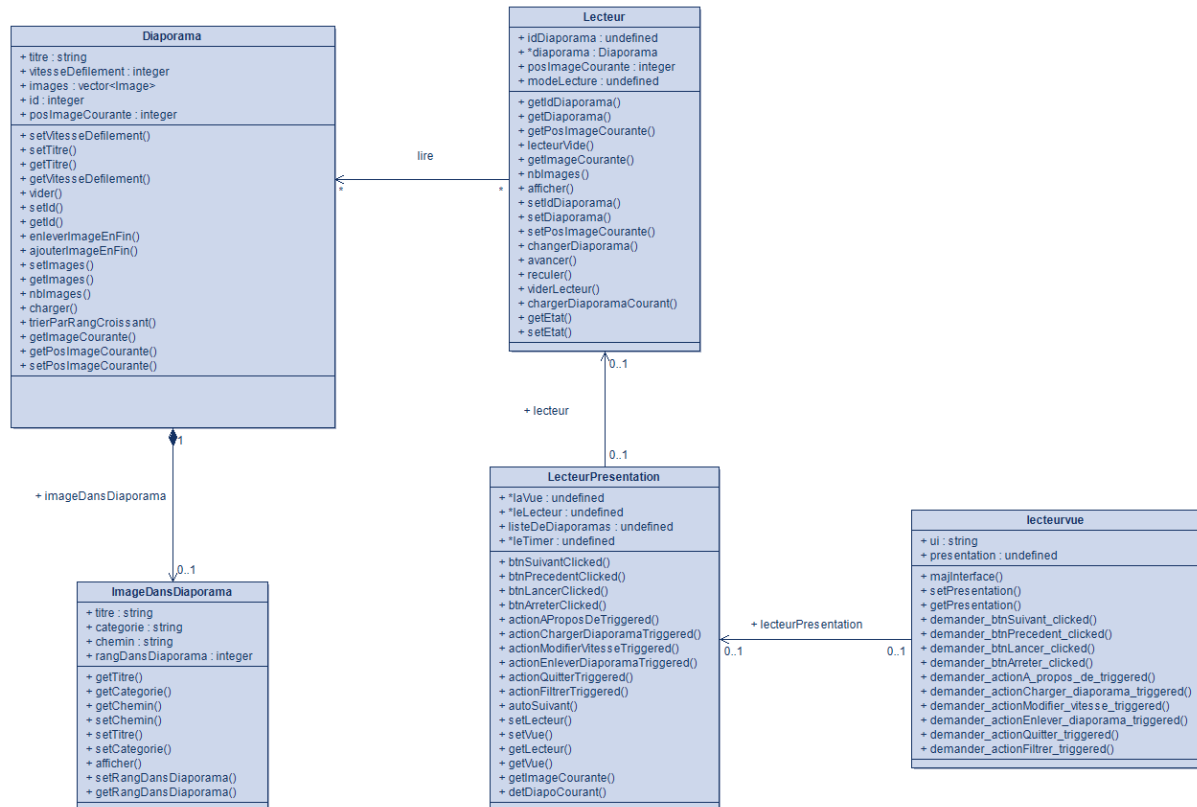 Diaporama
+ titre : string
+ vitesseDefilement : integer
+ images : vector<Image>
+ id : integer
+ posImageCourante : integer
+ setVitesseDefilement()
+ setTitre()
+ getTitre()
+ getVitesseDefilement()
+ vider()
+ setId()
+ getId()
+ enleverImageEnFin()
+ ajouterImageEnFin()
+ setImages()
+ getImages()
+ nbImages()
+ charger()
+ trierParRangCroissant()
+ getImageCourante()
+ getPosImageCourante()
+ setPosImageCourante()
lire
*
*
Lecteur
+ idDiaporama : undefined
+ *diaporama : Diaporama
+ posImageCourante : integer
+ modeLecture : undefined
+ getIdDiaporama()
+ getDiaporama()
+ getPosImageCourante()
+ lecteurVide()
+ getImageCourante()
+ nbImages()
+ afficher()
+ setIdDiaporama()
+ setDiaporama()
+ setPosImageCourante()
+ changerDiaporama()
+ avancer()
+ reculer()
+ viderLecteur()
+ chargerDiaporamaCourant()
+ getEtat()
+ setEtat()
0..1
+ lecteur
0..1
1
+ imageDansDiaporama
0..1
ImageDansDiaporama
+ titre : string
+ categorie : string
+ chemin : string
+ rangDansDiaporama : integer
+ getTitre()
+ getCategorie()
+ getChemin()
+ setChemin()
+ setTitre()
+ setCategorie()
+ afficher()
+ setRangDansDiaporama()
+ getRangDansDiaporama()
LecteurPresentation
+ *laVue : undefined
+ *leLecteur : undefined
+ listeDeDiaporamas : undefined
+ *leTimer : undefined
+ btnSuivantClicked()
+ btnPrecedentClicked()
+ btnLancerClicked()
+ btnArreterClicked()
+ actionAProposDeTriggered()
+ actionChargerDiaporamaTriggered()
+ actionModifierVitesseTriggered()
+ actionEnleverDiaporamaTriggered()
+ actionQuitterTriggered()
+ actionFiltrerTriggered()
+ autoSuivant()
+ setLecteur()
+ setVue()
+ getLecteur()
+ getVue()
+ getImageCourante()
+ detDiapoCourant()
+ lecteurPresentation
0..1
0..1
lecteurvue
+ ui : string
+ presentation : undefined
+ majInterface()
+ setPresentation()
+ getPresentation()
+ demander_btnSuivant_clicked()
+ demander_btnPrecedent_clicked()
+ demander_btnLancer_clicked()
+ demander_btnArreter_clicked()
+ demander_actionA_propos_de_triggered()
+ demander_actionCharger_diaporama_triggered()
+ demander_actionModifier_vitesse_triggered()
+ demander_actionEnlever_diaporama_triggered()
+ demander_actionQuitter_triggered()
+ demander_actionFiltrer_triggered()